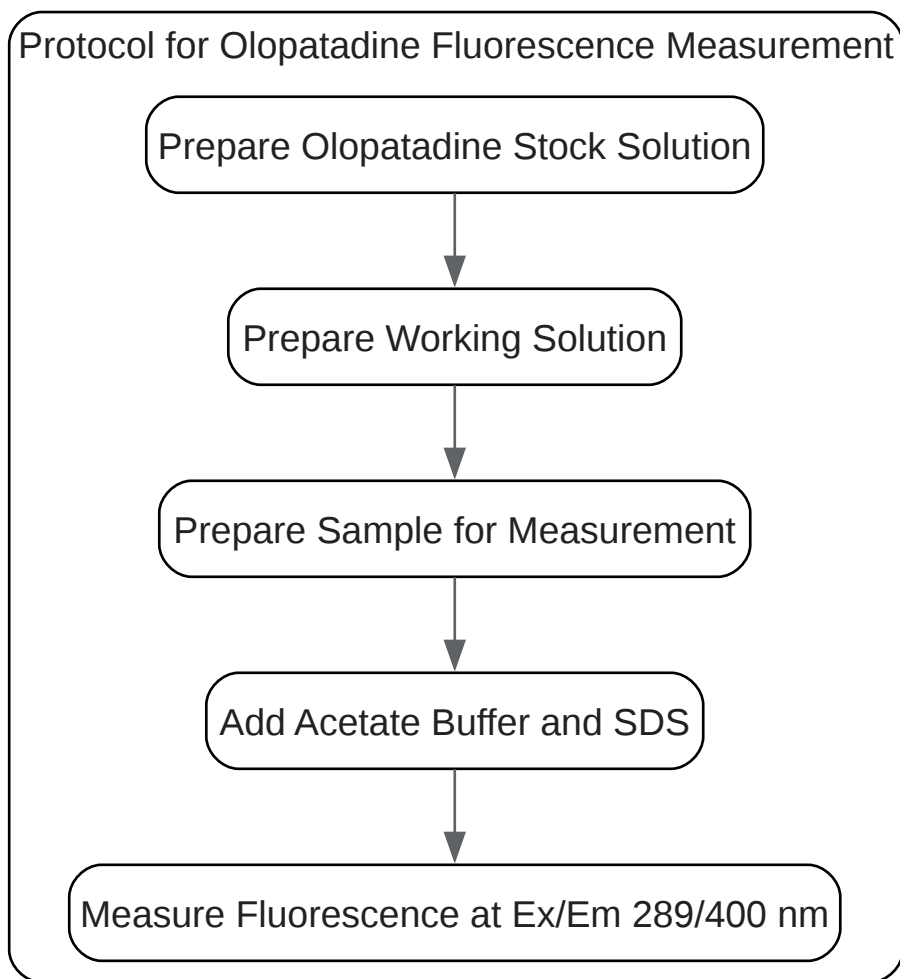 Protocol for Olopatadine Fluorescence Measurement
Prepare Olopatadine Stock Solution
Prepare Working Solution
Prepare Sample for Measurement
Add Acetate Buffer and SDS
Measure Fluorescence at Ex/Em 289/400 nm